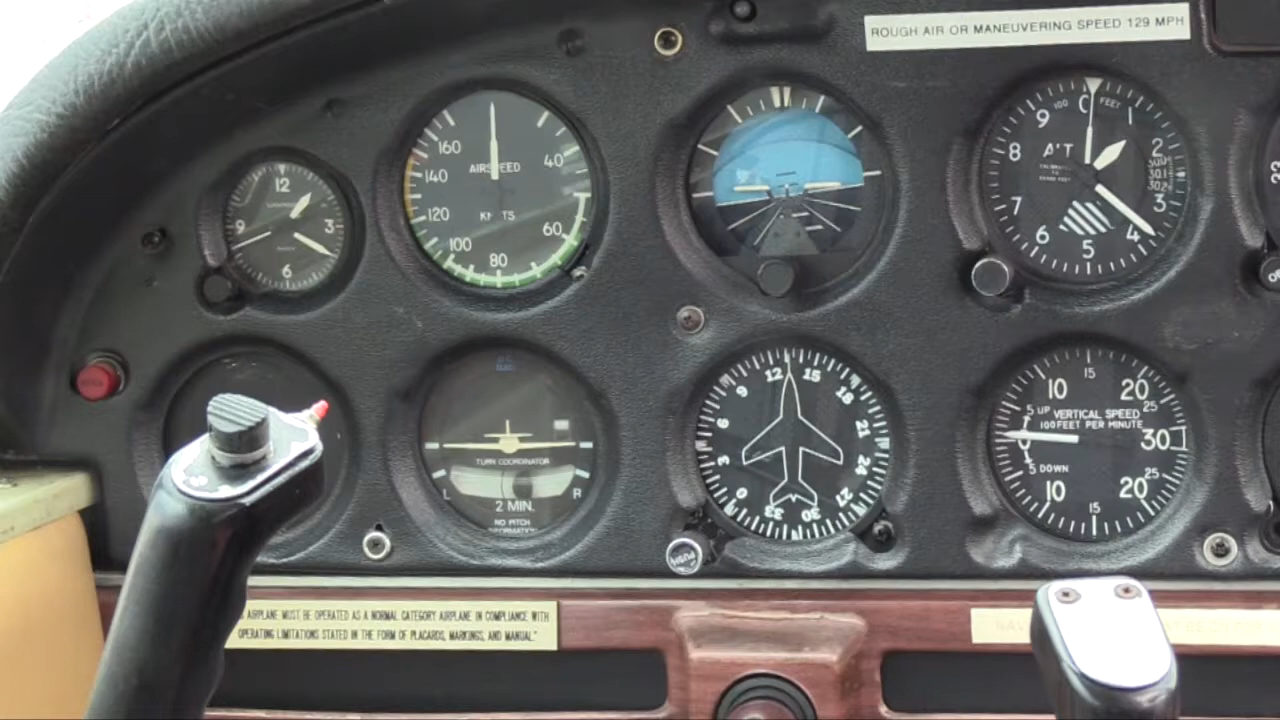 ROUGH AIR OR MANEUVERING SPEED 129 MPH
12
3
6
9
AIRSPEED
KNOTS
160
140
120
100
80
60
40
100 FEET
ALT
0
1
2
3
4
5
6
7
8
9
TURN COORDINATOR
L
R
2 MIN.
NO PITCH
INFORMATION
12
15
18
21
24
27
30
33
0
3
6
9
PUSH
15
10
20
5 UP
VERTICAL SPEED
25
100 FEET PER MINUTE
0
30
5 DOWN
25
10
20
15
AIRPLANE MUST BE OPERATED AS A NORMAL CATEGORY AIRPLANE IN COMPLIANCE WITH
OPERATING LIMITATIONS STATED IN THE FORM OF PLACARDS, MARKINGS, AND MANUAL."